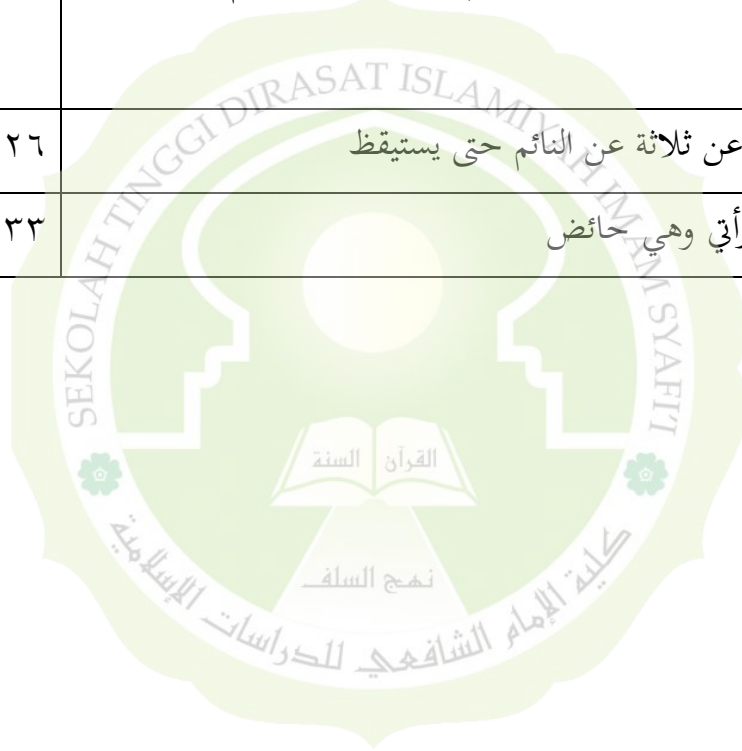 عن ثلاثة عن النائم حتى يستيقظ ٢٦
وهي حائض ٣٣
SEKOLAH TINGGI DIRASAT ISLAMIYAH IMAM SYAFI'I
القرآن السنة
نهج السلف
كلية الإمام الشافعي للدراسات الإسلامية